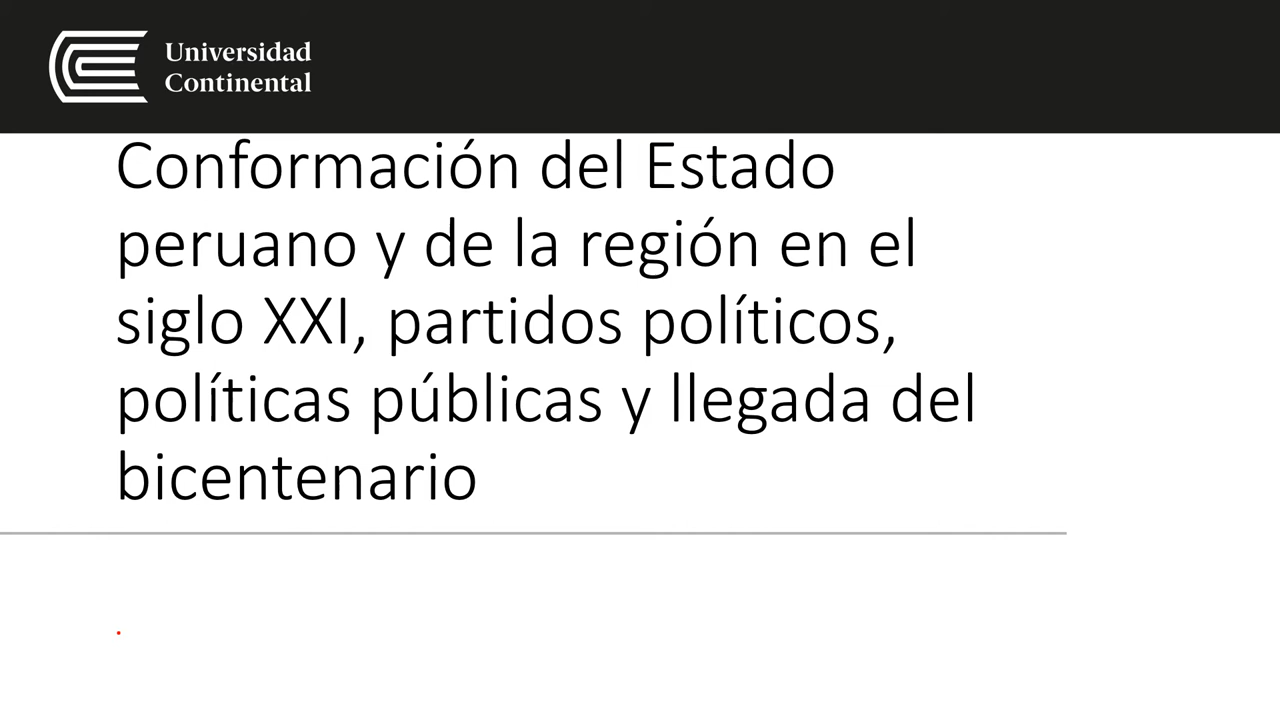 Universidad
Continental
Conformación del Estado
peruano y de la región en el
siglo XXI, partidos políticos,
políticas públicas y llegada del
bicentenario
.